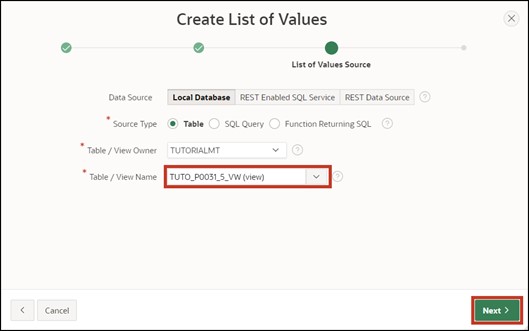 Create List of Values
List of Values Source
Data Source Local Database REST Enabled SQL Service REST Data Source
* Source Type Table SQL Query Function Returning SQL
* Table / View Owner TUTORIALMT
* Table / View Name TUTO_P0031_5_VW (view)
Cancel Next